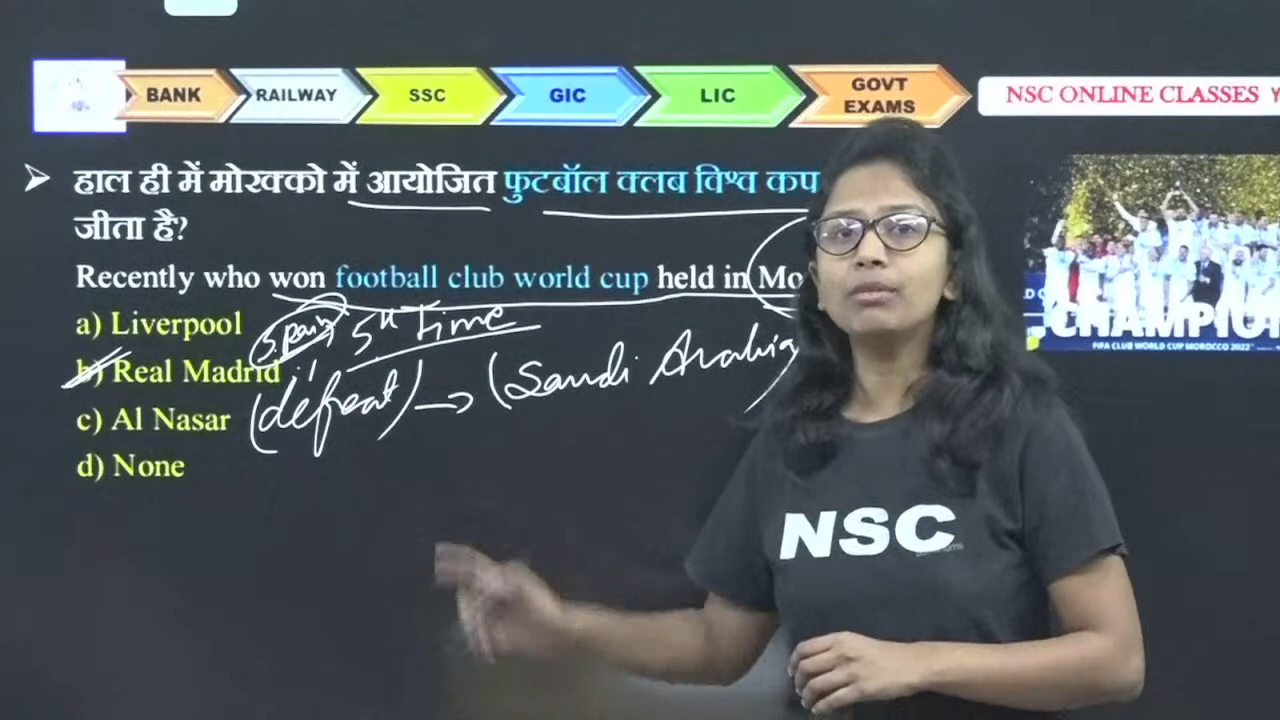 BANK
RAILWAY
SSC
GIC
LIC
GOVT
EXAMS
NSC ONLINE CLASSES Y
हाल ही में मोरक्को में आयोजित फुटबॉल क्लब विश्व कप
जीता है?
Recently who won football club world cup held in Mo
a) Liverpool
Spain 5th Time
b) Real Madrid
(defeat) → (Saudi Arabia
c) Al Nasar
d) None
CHAMPIO
FIFA CLUB WORLD CUP MOROCCO 2022
NSC